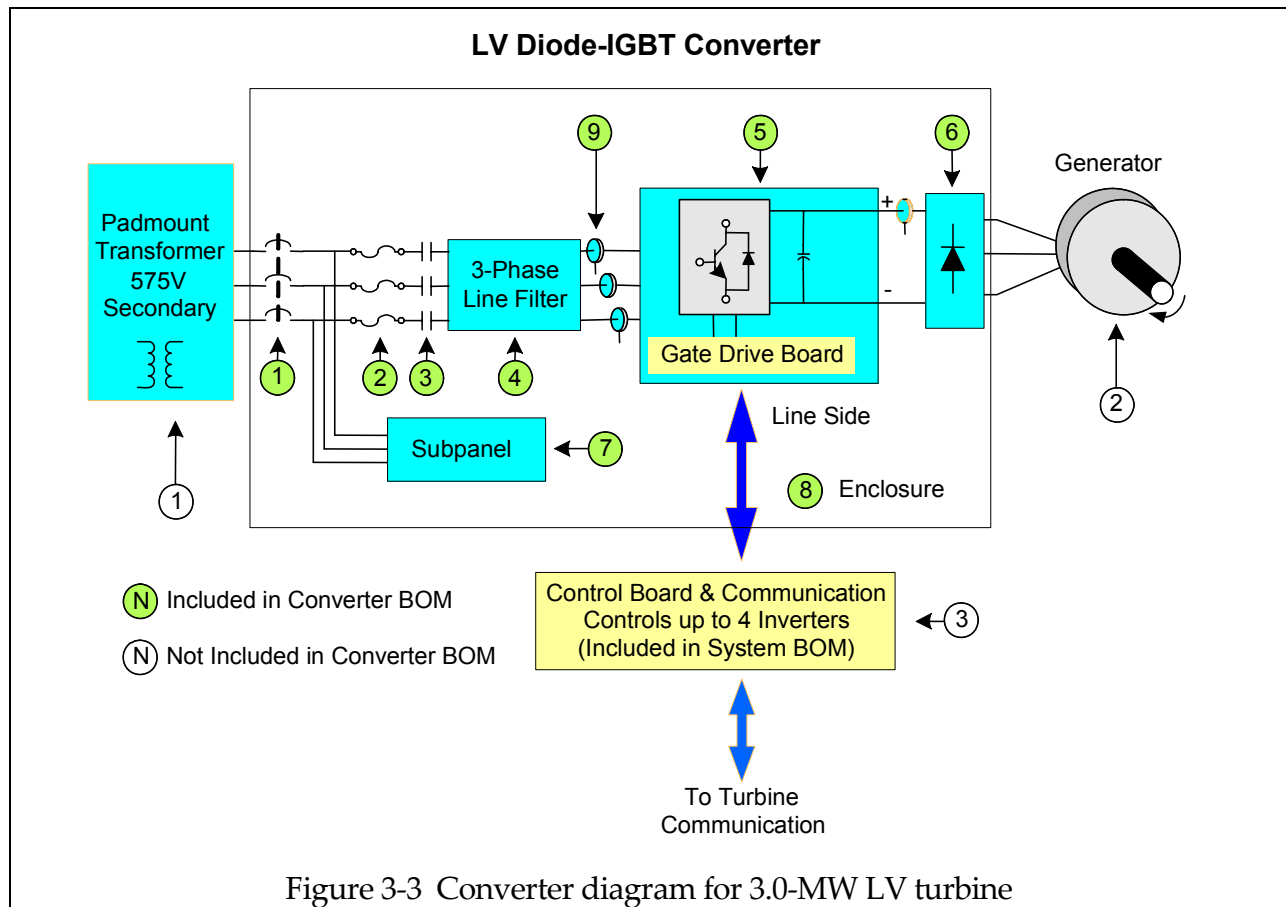 LV Diode-IGBT Converter
9
5
6
Generator
Padmount
Transformer
575V
Secondary
3-Phase
Line Filter
+
-
Gate Drive Board
1
2
3
4
2
Line Side
Subpanel
7
1
8
Enclosure
N Included in Converter BOM
N Not Included in Converter BOM
Control Board & Communication
Controls up to 4 Inverters
(Included in System BOM)
3
To Turbine
Communication
Figure 3-3 Converter diagram for 3.0-MW LV turbine